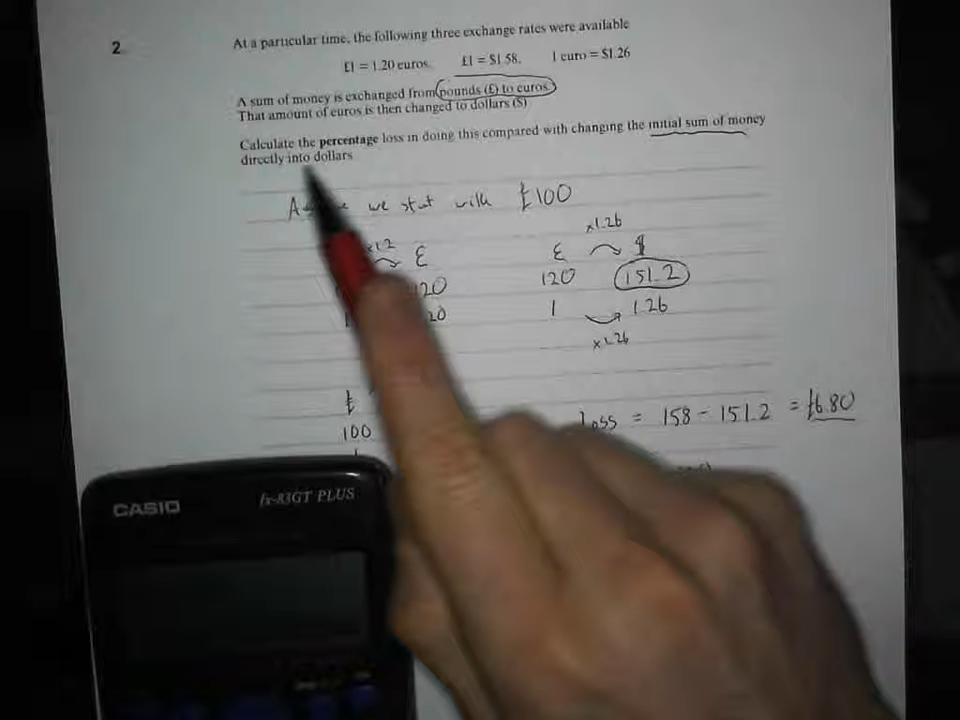 2
At a particular time, the following three exchange rates were available
£1 = 1.20 euros. £1 = $1.58. 1 euro = $1.26
A sum of money is exchanged from pounds (£) to euros.
That amount of euros is then changed to dollars ($)
Calculate the percentage loss in doing this compared with changing the initial sum of money
directly into dollars
we start with £100
x1.2 x1.26
€ € $
120 120 151.2
20 1 1.26
x1.26
£
100 Loss = 158 - 151.2 = £6.80
CASIO fx-83GT PLUS